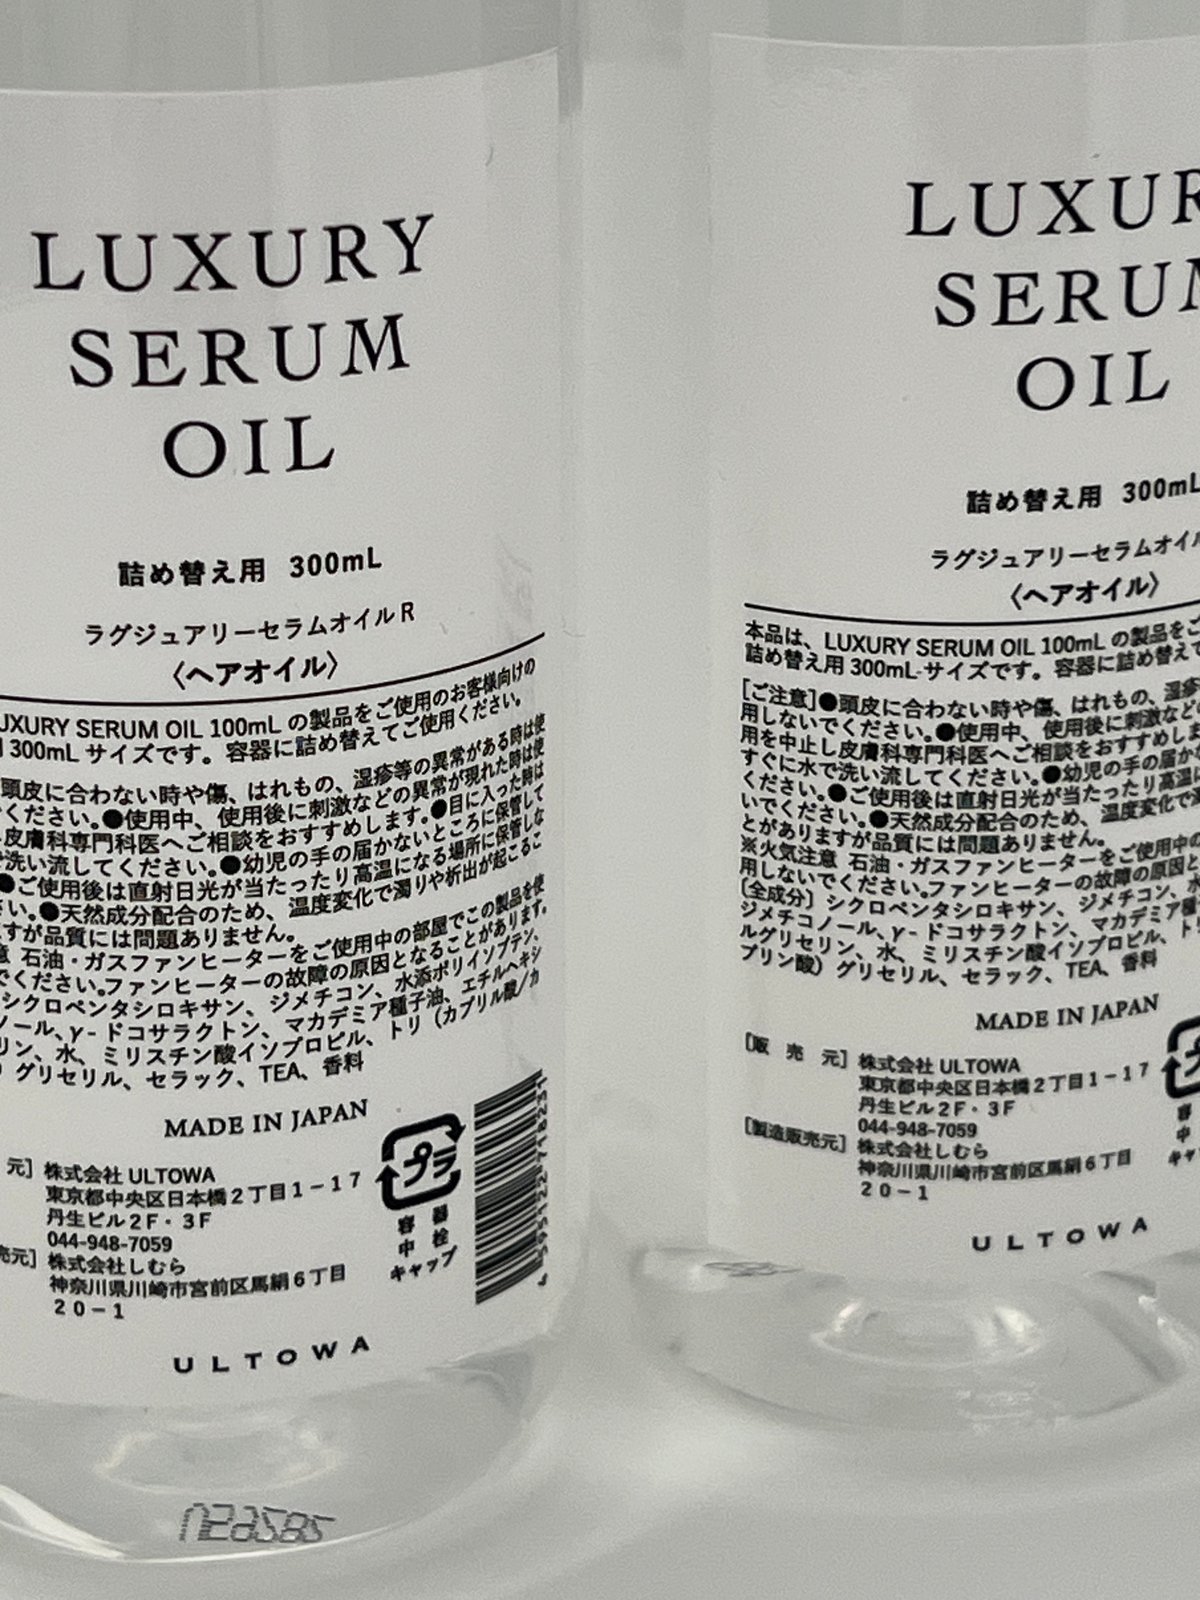 LUXURY
SERUM
OIL
詰め替え用 300mL
ラグジュアリーセラムオイル R
〈ヘアオイル〉
UXURY SERUM OIL 100mL の製品をご使用のお客様向けの
300mL サイズです。容器に詰め替えてご使用ください。
頭皮に合わない時や傷、はれもの、湿疹等の異常がある時は使
ください。●使用中、使用後に刺激などの異常が現れた時は使
皮膚科専門科医へご相談をおすすめします。●目に入った時は
洗い流してください。●幼児の手の届かないところに保管して
●ご使用後は直射日光が当たったり高温になる場所に保管しな
さい。●天然成分配合のため、温度変化で濁りや析出が起こるこ
すが品質には問題ありません。
石油・ガスファンヒーターをご使用中の部屋でこの製品を使
でください。ファンヒーターの故障の原因となることがあります。
シクロペンタシロキサン、ジメチコン、水添ポリイソブテン、
ノール、γ-ドコサラクトン、マカデミア種子油、エチルヘキシ
リン、水、ミリスチン酸イソプロピル、トリ（カプリル酸/カ
グリセリル、セラック、TEA、香料
MADE IN JAPAN
元］株式会社 ULTOWA
東京都中央区日本橋２丁目１－１７
丹生ビル２Ｆ・３Ｆ
044-948-7059
売元］株式会社しむら
神奈川県川崎市宮前区馬絹６丁目
２０－１
プラ
容器
中栓
キャップ
ULTOWA
LUXUR
SERUM
OIL
詰め替え用 300mL
ラグジュアリーセラムオイル
〈ヘアオイル〉
本品は、LUXURY SERUM OIL 100mL の製品をご
詰め替え用 300mL サイズです。容器に詰め替えて
［ご注意］●頭皮に合わない時や傷、はれもの、湿疹
用しないでください。●使用中、使用後に刺激などの
用を中止し皮膚科専門科医へご相談をおすすめしま
すぐに水で洗い流してください。●幼児の手の届か
ください。●ご使用後は直射日光が当たったり高温に
いでください。●天然成分配合のため、温度変化で濁
とがありますが品質には問題ありません。
※火気注意 石油・ガスファンヒーターをご使用中の
用しないでください。ファンヒーターの故障の原因と
［全成分］シクロペンタシロキサン、ジメチコン、水
ジメチコノール、γ-ドコサラクトン、マカデミア種
ルグリセリン、水、ミリスチン酸イソプロピル、ト
プリン酸）グリセリル、セラック、TEA、香料
MADE IN JAPAN
［販 売 元］株式会社 ULTOWA
東京都中央区日本橋２丁目１－１７
丹生ビル２Ｆ・３Ｆ
044-948-7059
［製造販売元］株式会社しむら
神奈川県川崎市宮前区馬絹６丁目
２０－１
容
中
キャ
ULTOWA